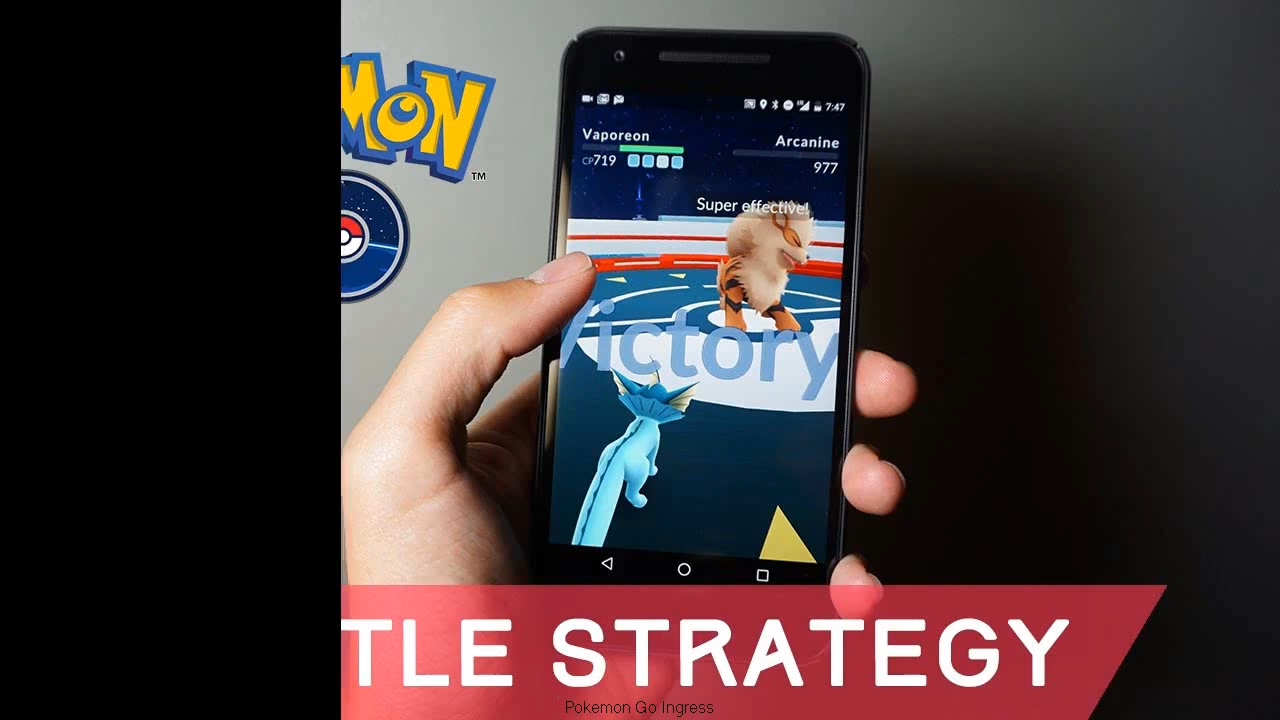 MON
TM
7:47
Vaporeon
Arcanine
CP719
977
Super effective!
Victory
TLE STRATEGY
Pokemon Go Ingress